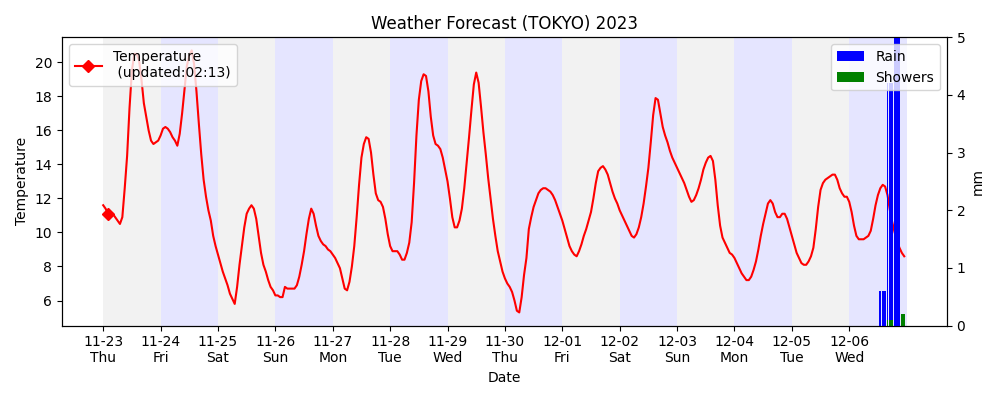 Weather Forecast (TOKYO) 2023
Temperature
(updated:02:13)
Rain
Showers
Temperature
20
18
16
14
12
10
8
6
5
4
3
2
1
0
mm
11-23 11-24 11-25 11-26 11-27 11-28 11-29 11-30 12-01 12-02 12-03 12-04 12-05 12-06
Thu Fri Sat Sun Mon Tue Wed Thu Fri Sat Sun Mon Tue Wed
Date